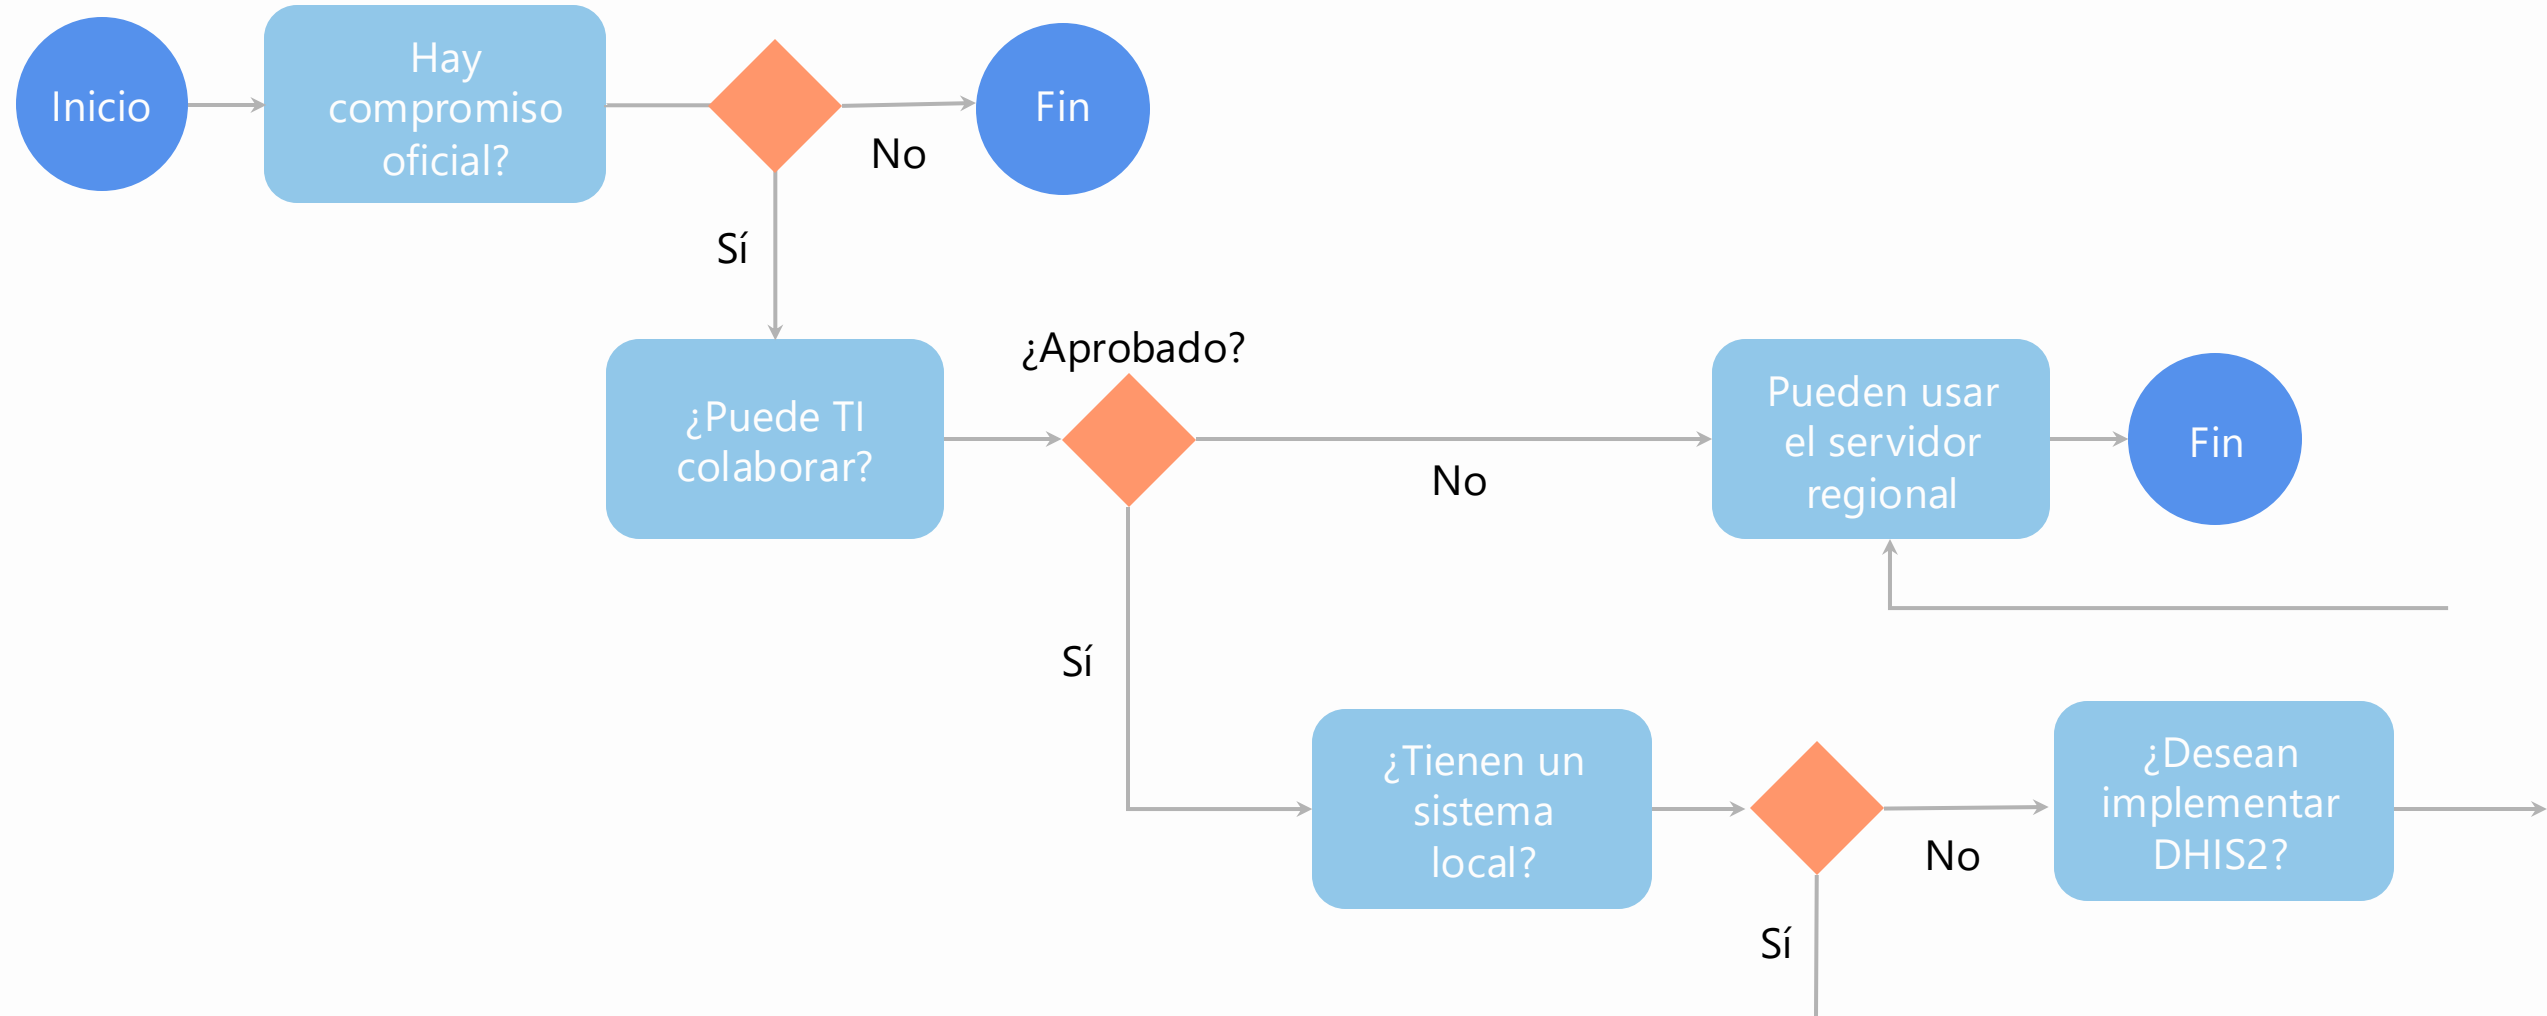 Inicio
Hay
compromiso
oficial?
Fin
No
Sí
¿Aprobado?
¿Puede TI
colaborar?
No
Pueden usar
el servidor
regional
Fin
Sí
¿Tienen un
sistema
local?
No
¿Desean
implementar
DHIS2?
Sí